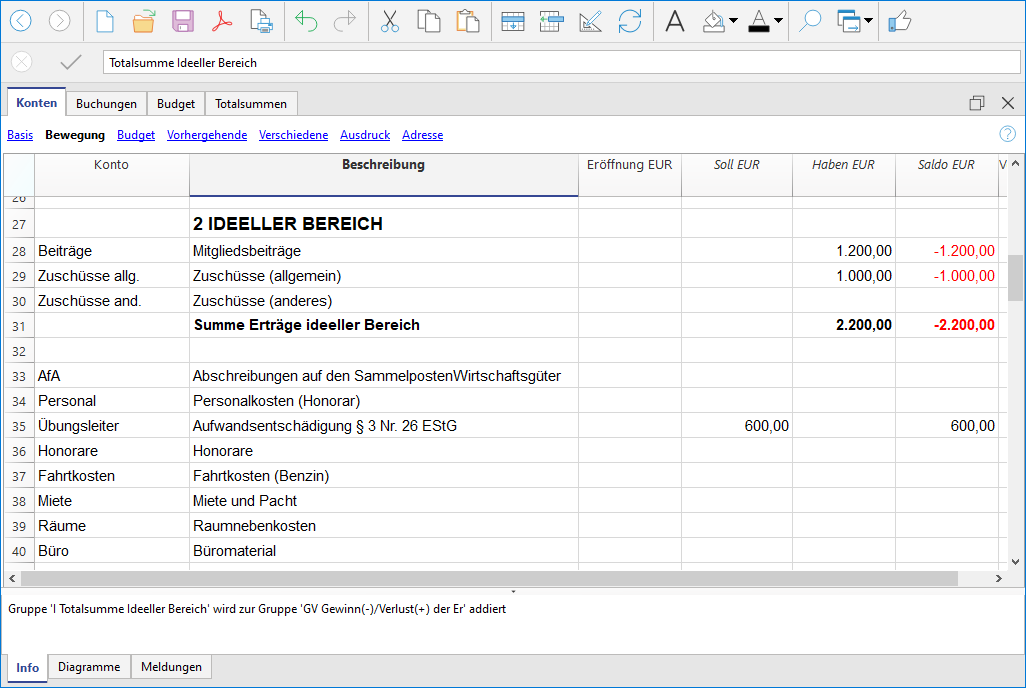 Totalsumme Ideeller Bereich
Konten Buchungen Budget Totalsummen
Basis Bewegung Budget Vorhergehende Verschiedene Ausdruck Adresse
Konto Beschreibung Eröffnung EUR Soll EUR Haben EUR Saldo EUR V
26
27 2 IDEELLER BEREICH
28 Beiträge Mitgliedsbeiträge 1.200,00 -1.200,00
29 Zuschüsse allg. Zuschüsse (allgemein) 1.000,00 -1.000,00
30 Zuschüsse and. Zuschüsse (anderes)
31 Summe Erträge ideeller Bereich 2.200,00 -2.200,00
32
33 AfA Abschreibungen auf den SammelpostenWirtschaftsgüter
34 Personal Personalkosten (Honorar)
35 Übungsleiter Aufwandsentschädigung § 3 Nr. 26 EStG 600,00 600,00
36 Honorare Honorare
37 Fahrtkosten Fahrtkosten (Benzin)
38 Miete Miete und Pacht
39 Räume Raumnebenkosten
40 Büro Büromaterial
Gruppe 'I Totalsumme Ideeller Bereich' wird zur Gruppe 'GV Gewinn(-)/Verlust(+) der Er' addiert
Info Diagramme Meldungen